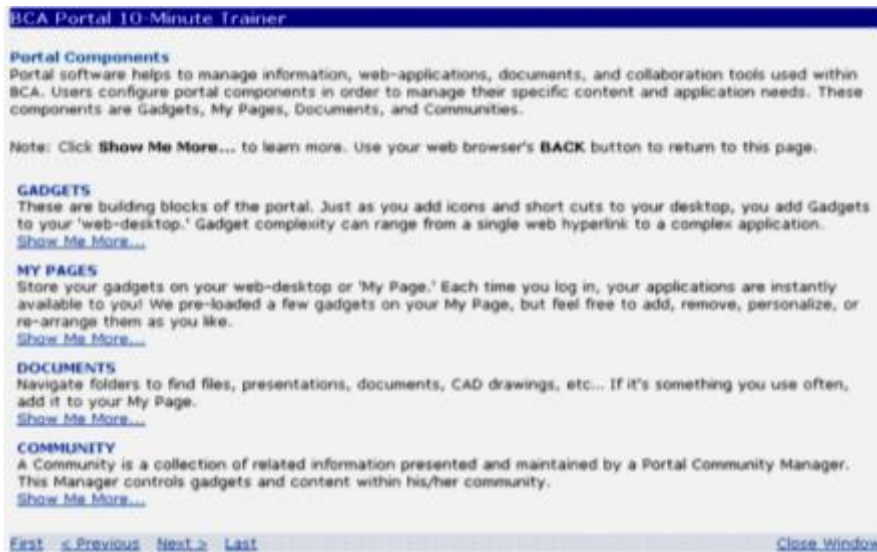 BCA Portal 10-Minute Trainer
Portal Components
Portal software helps to manage information, web-applications, documents, and collaboration tools used within
BCA. Users configure portal components in order to manage their specific content and application needs. These
components are Gadgets, My Pages, Documents, and Communities.
Note: Click Show Me More... to learn more. Use your web browser's BACK button to return to this page.
GADGETS
These are building blocks of the portal. Just as you add icons and short cuts to your desktop, you add Gadgets
to your 'web-desktop.' Gadget complexity can range from a single web hyperlink to a complex application.
Show Me More...
MY PAGES
Store your gadgets on your web-desktop or 'My Page.' Each time you log in, your applications are instantly
available to you! We pre-loaded a few gadgets on your My Page, but feel free to add, remove, personalize, or
re-arrange them as you like.
Show Me More...
DOCUMENTS
Navigate folders to find files, presentations, documents, CAD drawings, etc... If it's something you use often,
add it to your My Page.
Show Me More...
COMMUNITY
A Community is a collection of related information presented and maintained by a Portal Community Manager.
This Manager controls gadgets and content within his/her community.
Show Me More...
First < Previous Next > Last Close Window